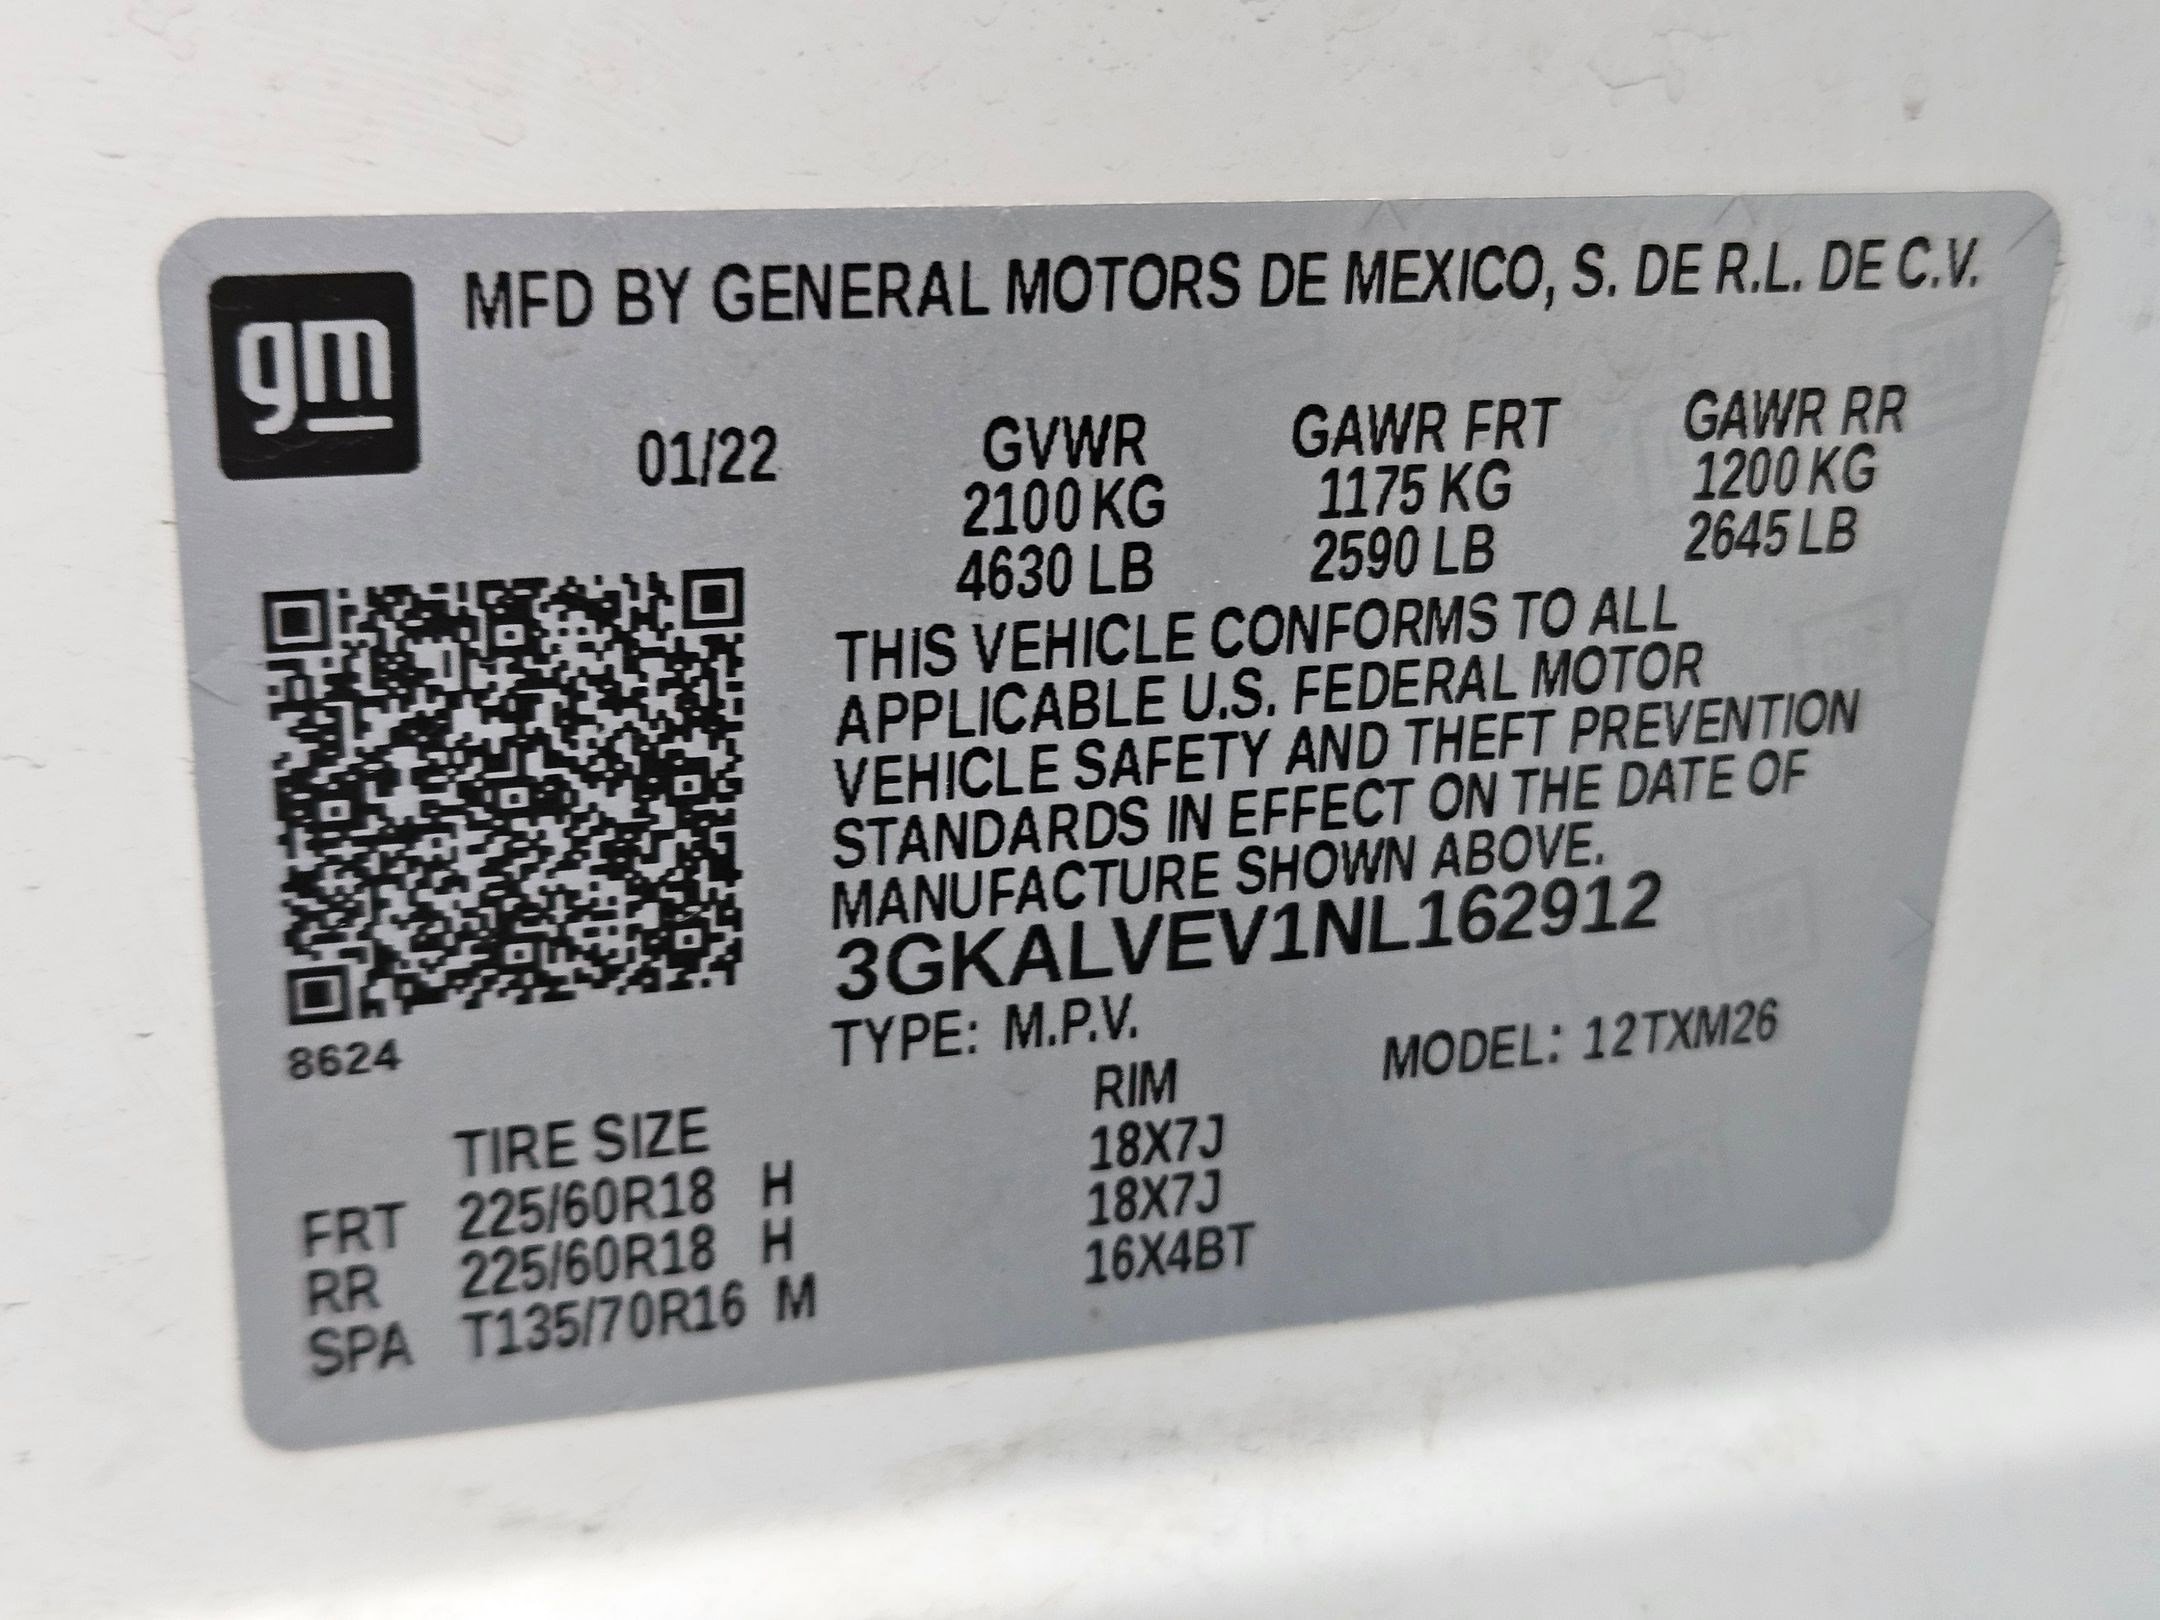 gm
MFD BY GENERAL MOTORS DE MEXICO, S. DE R.L. DE C.V.
01/22 GVWR GAWR FRT GAWR RR
2100 KG 1175 KG 1200 KG
4630 LB 2590 LB 2645 LB
THIS VEHICLE CONFORMS TO ALL
APPLICABLE U.S. FEDERAL MOTOR
VEHICLE SAFETY AND THEFT PREVENTION
STANDARDS IN EFFECT ON THE DATE OF
MANUFACTURE SHOWN ABOVE.
3GKALVEV1NL162912
TYPE: M.P.V. MODEL: 12TXM26
8624
TIRE SIZE RIM
FRT 225/60R18 H 18X7J
RR 225/60R18 H 18X7J
SPA T135/70R16 M 16X4BT